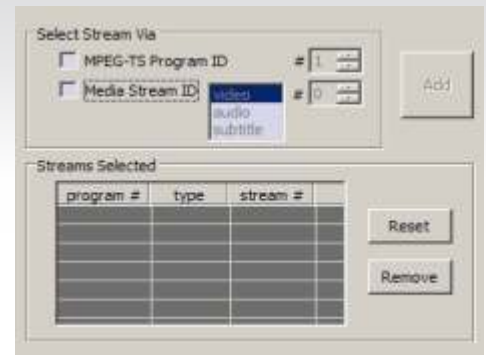 Select Stream Via
MPEG-TS Program ID # 1
Add
Media Stream ID video # 0
audio
subtitle
Streams Selected
program # type stream #
Reset
Remove